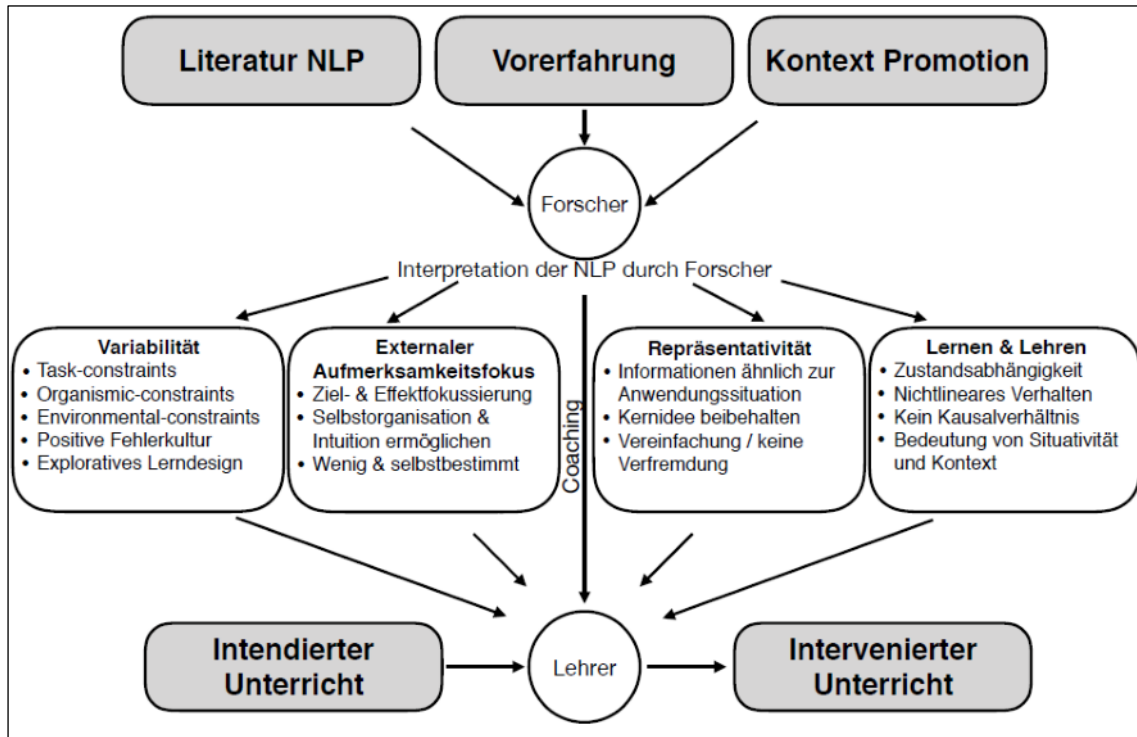 Literatur NLP
Vorerfahrung
Kontext Promotion
Forscher
Interpretation der NLP durch Forscher
Variabilität
• Task-constraints
• Organismic-constraints
• Environmental-constraints
• Positive Fehlerkultur
• Exploratives Lerndesign
Externaler
Aufmerksamkeitsfokus
• Ziel- & Effektfokussierung
• Selbstorganisation &
Intuition ermöglichen
• Wenig & selbstbestimmt
Coaching
Repräsentativität
• Informationen ähnlich zur
Anwendungssituation
• Kernidee beibehalten
• Vereinfachung / keine
Verfremdung
Lernen & Lehren
• Zustandsabhängigkeit
• Nichtlineares Verhalten
• Kein Kausalverhältnis
• Bedeutung von Situativität
und Kontext
Intendierter
Unterricht
Lehrer
Intervenierter
Unterricht